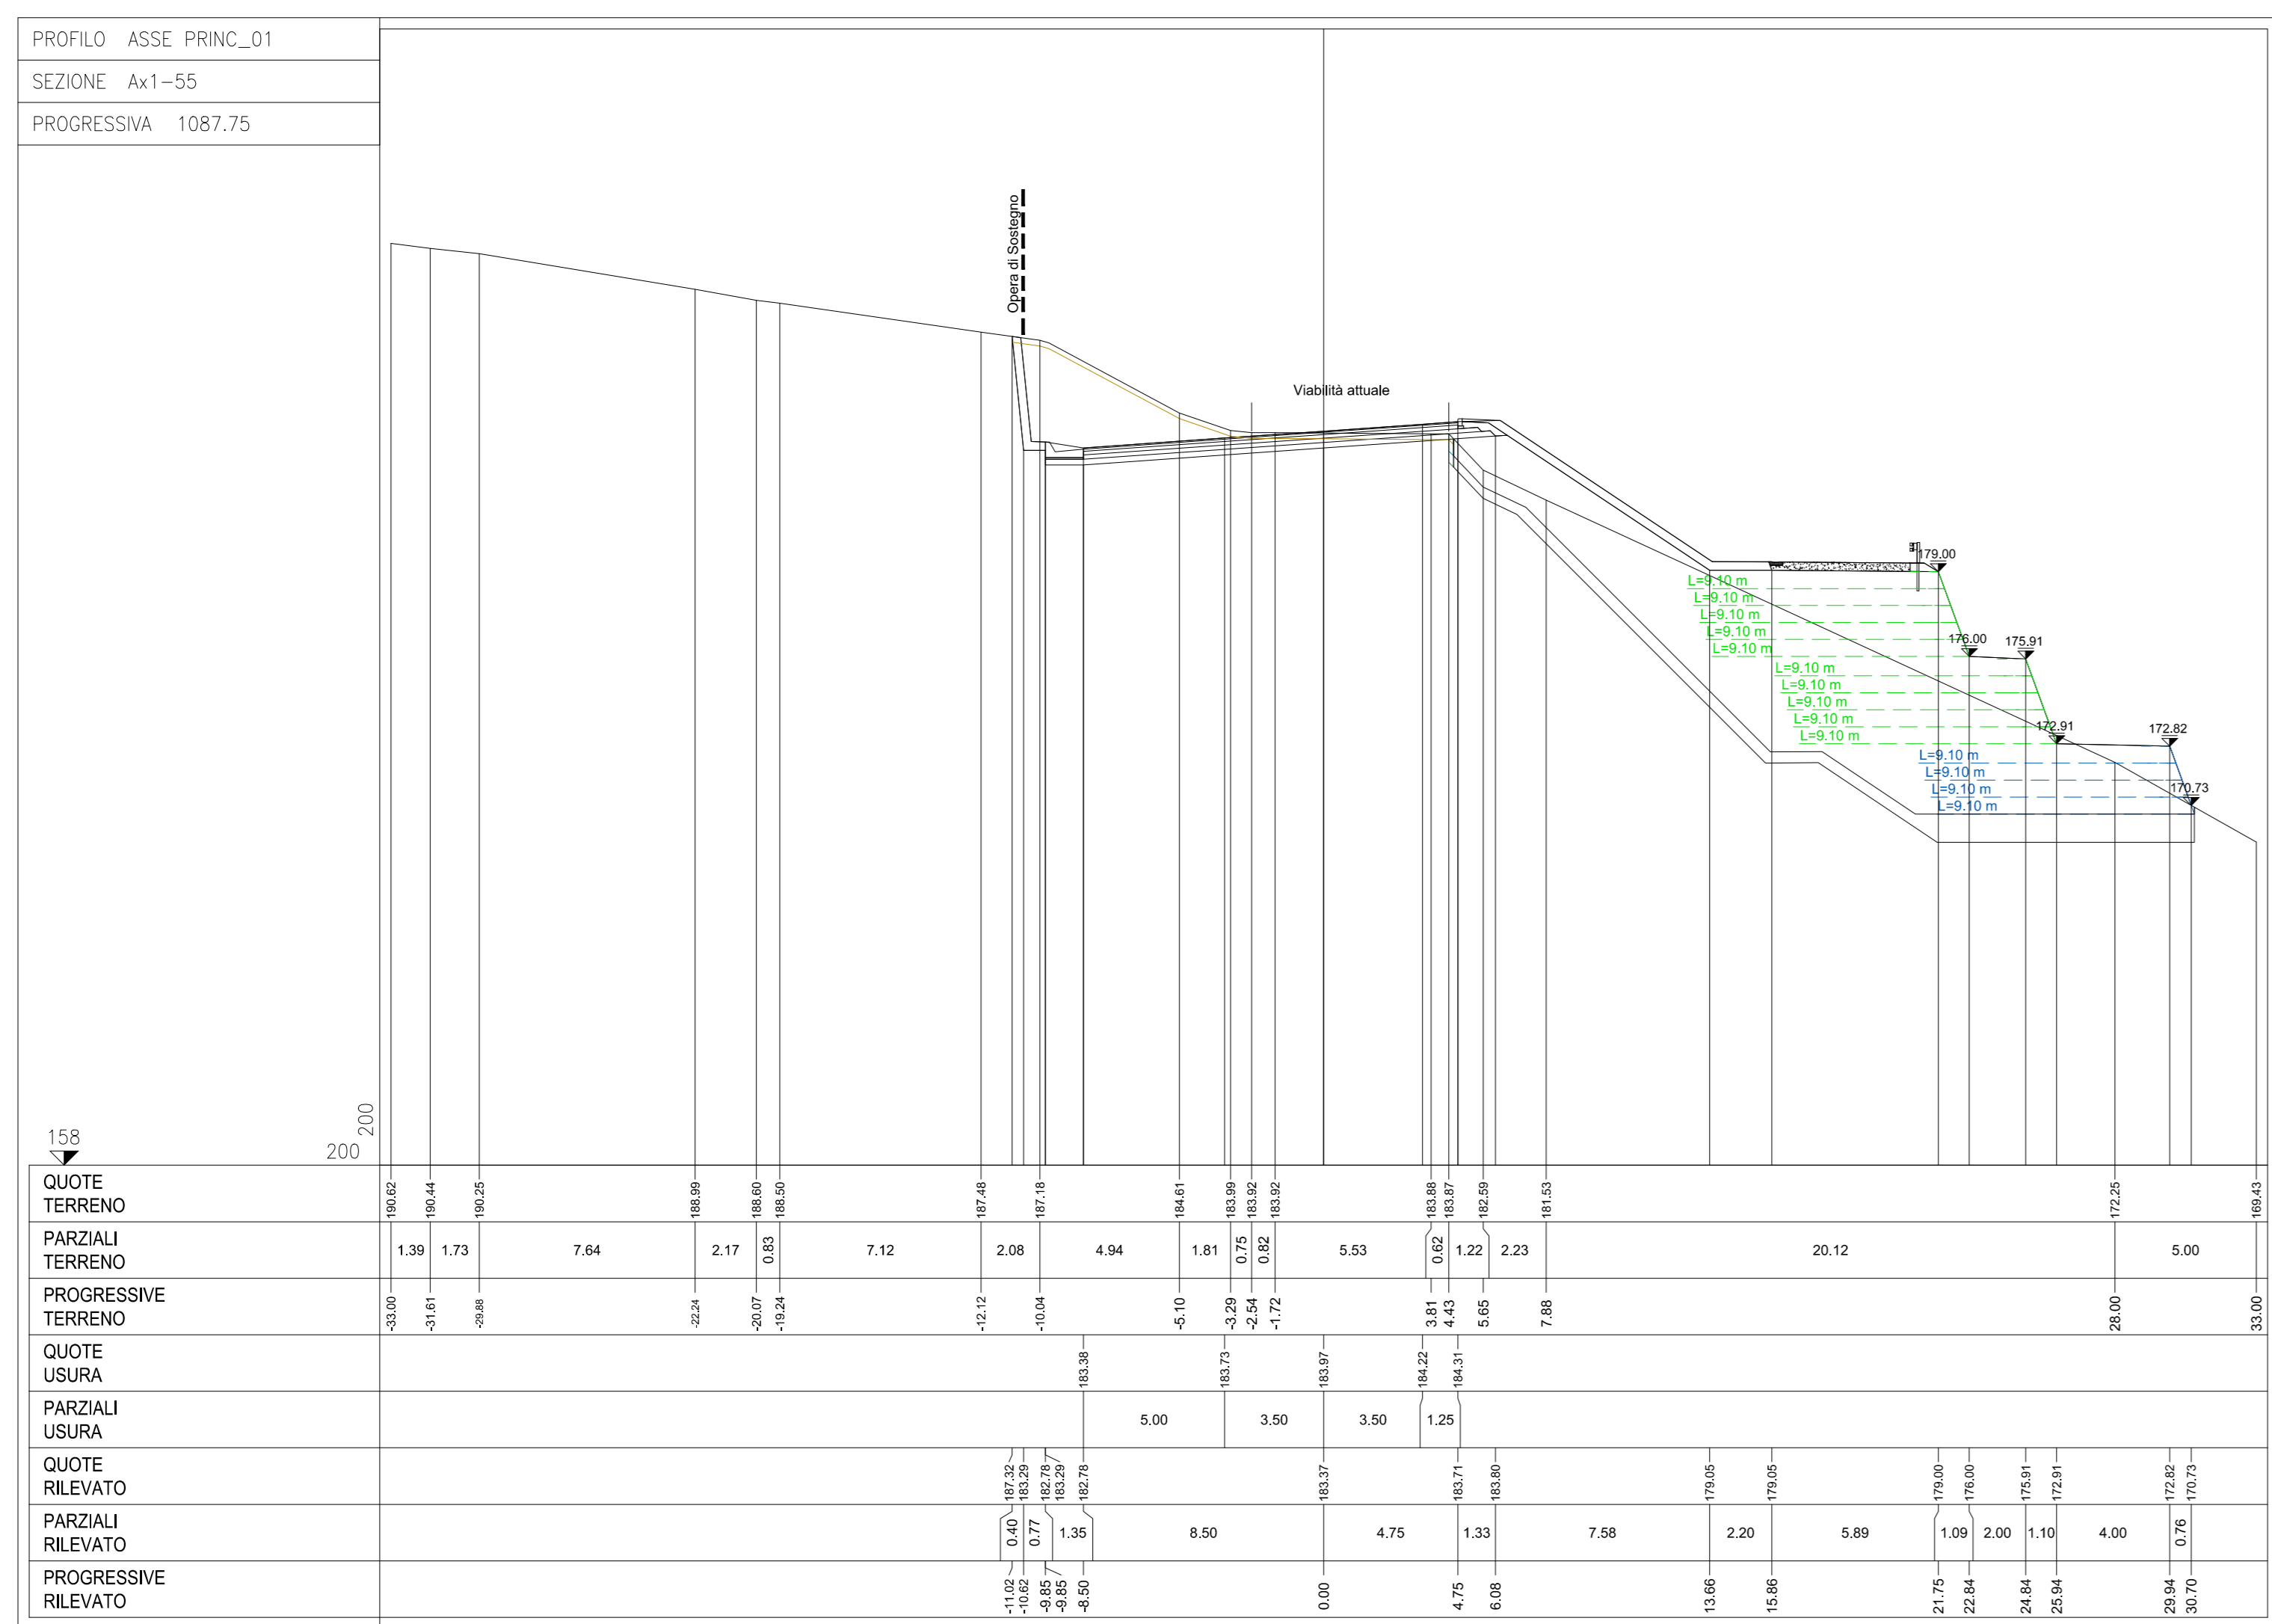 PROFILO ASSE PRINC_01
SEZIONE Ax1-55
PROGRESSIVA 1087.75
Opera di Sostegno
Viabilità attuale
179.00
L=9.10 m
L=9.10 m
L=9.10 m
L=9.10 m
L=9.10 m
176.00
175.91
L=9.10 m
L=9.10 m
L=9.10 m
L=9.10 m
L=9.10 m
172.91
172.82
L=9.10 m
L=9.10 m
L=9.10 m
L=9.10 m
170.73
158
200
200
QUOTE
TERRENO
190.62 190.44 190.25 188.99 188.60 188.50 187.48 187.18 184.61 183.99 183.92 183.92 183.88 183.87 182.59 181.53 172.25 169.43
PARZIALI
TERRENO
1.39 1.73 7.64 2.17 0.83 7.12 2.08 4.94 1.81 0.75 0.82 5.53 0.62 1.22 2.23 20.12 5.00
PROGRESSIVE
TERRENO
-33.00 -31.61 -29.88 -22.24 -20.07 -19.24 -12.12 -10.04 -5.10 -3.29 -2.54 -1.72 3.81 4.43 5.65 7.88 28.00 33.00
QUOTE
USURA
183.38 183.73 183.97 184.22 184.31
PARZIALI
USURA
5.00 3.50 3.50 1.25
QUOTE
RILEVATO
187.32 183.29 182.78 183.29 182.78 183.37 183.71 183.80 179.05 179.05 179.00 176.00 175.91 172.91 172.82 170.73
PARZIALI
RILEVATO
0.40 0.77 1.35 8.50 4.75 1.33 7.58 2.20 5.89 1.09 2.00 1.10 4.00 0.76
PROGRESSIVE
RILEVATO
-11.02 -10.62 -9.85 -9.85 -8.50 0.00 4.75 6.08 13.66 15.86 21.75 22.84 24.84 25.94 29.94 30.70